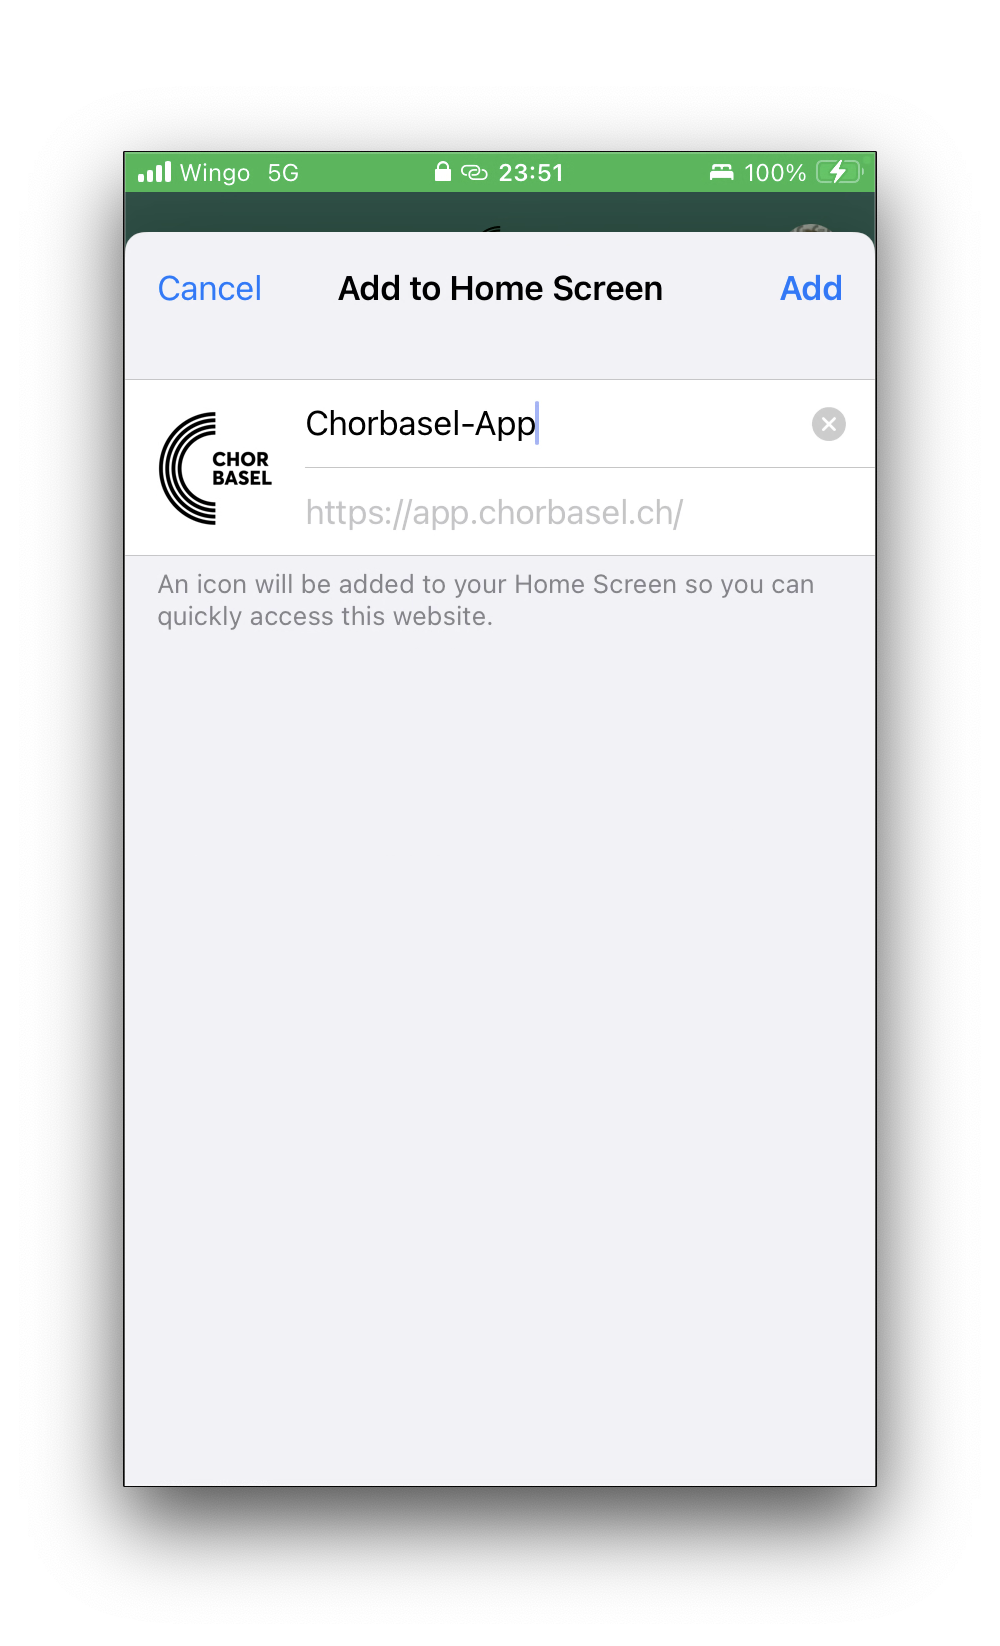 Wingo 5G 23:51 100%
Cancel Add to Home Screen Add
Chorbasel-App
CHOR
BASEL
https://app.chorbasel.ch/
An icon will be added to your Home Screen so you can
quickly access this website.